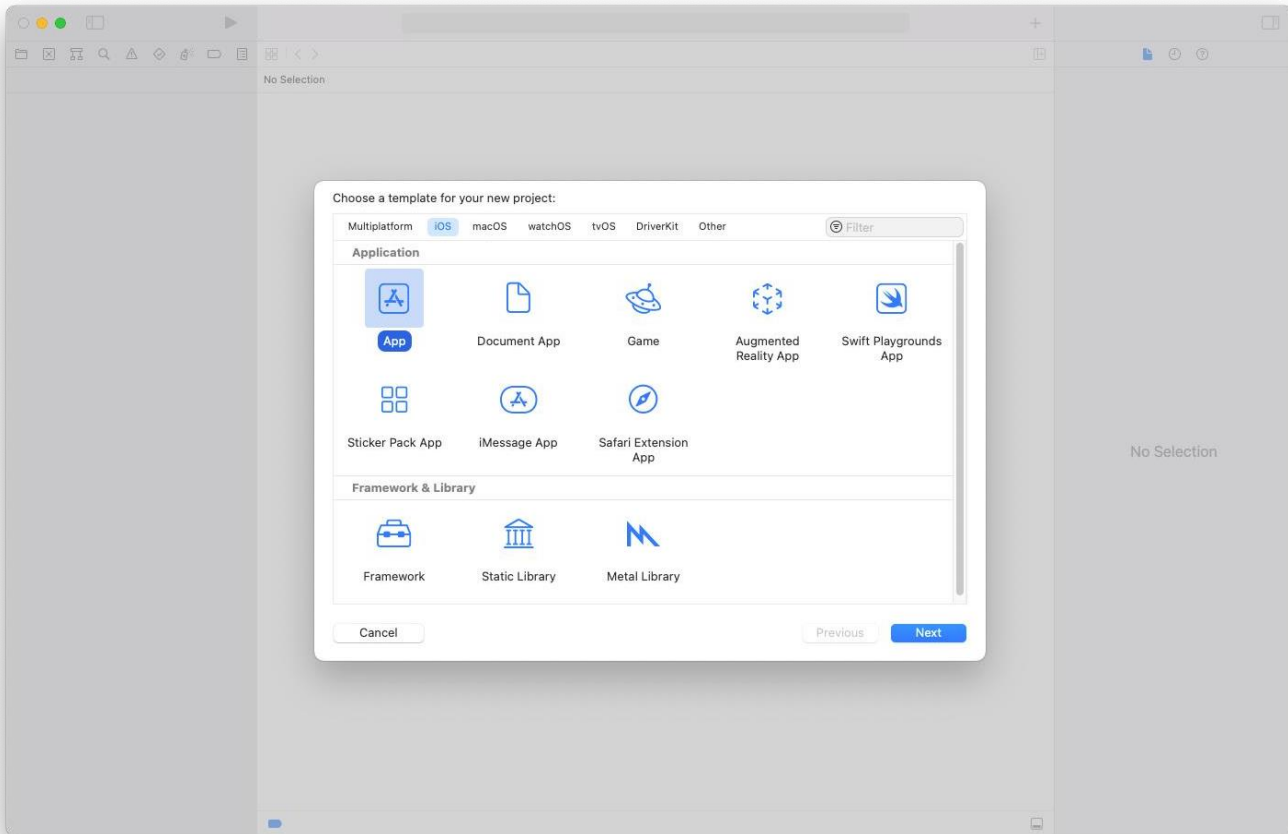 No Selection
Choose a template for your new project:
Multiplatform iOS macOS watchOS tvOS DriverKit Other Filter
Application
App Document App Game Augmented Reality App Swift Playgrounds App
Sticker Pack App iMessage App Safari Extension App
No Selection
Framework & Library
Framework Static Library Metal Library
Cancel Previous Next